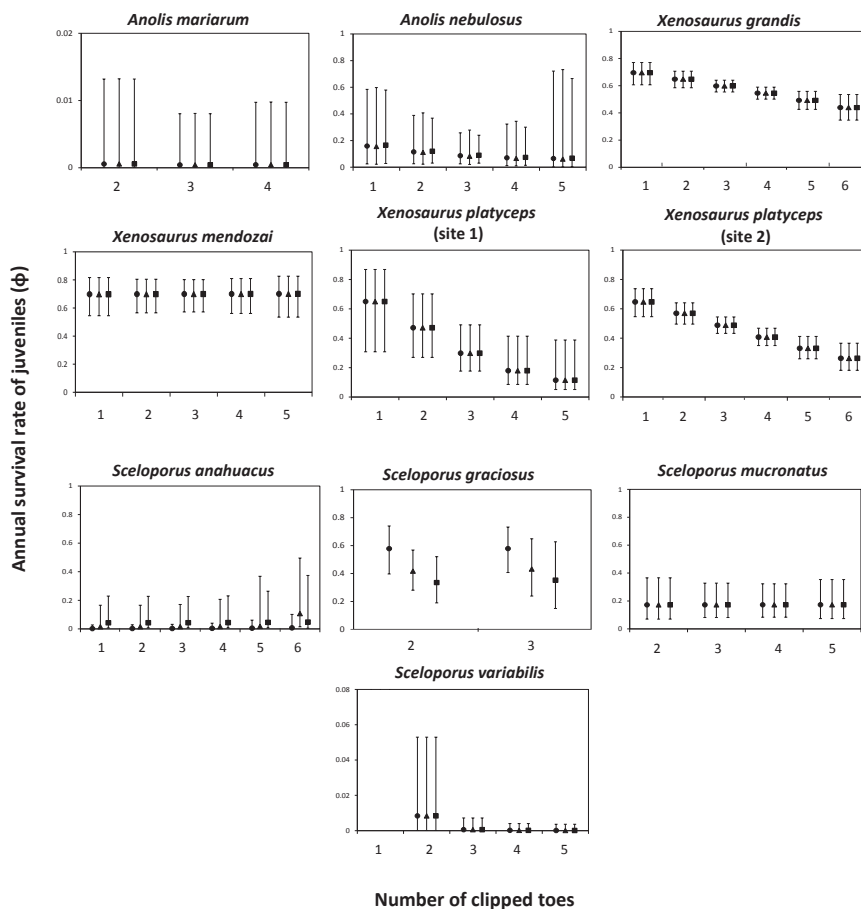 Anolis mariarum
0.02
0.01
0
2 3 4
Anolis nebulosus
1
0.8
0.6
0.4
0.2
0
1 2 3 4 5
Xenosaurus grandis
1
0.8
0.6
0.4
0.2
0
1 2 3 4 5 6
Xenosaurus mendozai
1
0.8
0.6
0.4
0.2
0
1 2 3 4 5
Xenosaurus platyceps
(site 1)
1
0.8
0.6
0.4
0.2
0
1 2 3 4 5
Xenosaurus platyceps
(site 2)
1
0.8
0.6
0.4
0.2
0
1 2 3 4 5 6
Annual survival rate of juveniles (ϕ)
Sceloporus anahuacus
1
0.8
0.6
0.4
0.2
0
1 2 3 4 5 6
Sceloporus graciosus
1
0.8
0.6
0.4
0.2
0
2 3
Sceloporus mucronatus
1
0.8
0.6
0.4
0.2
0
2 3 4 5
Sceloporus variabilis
0.08
0.06
0.04
0.02
0
1 2 3 4 5
Number of clipped toes